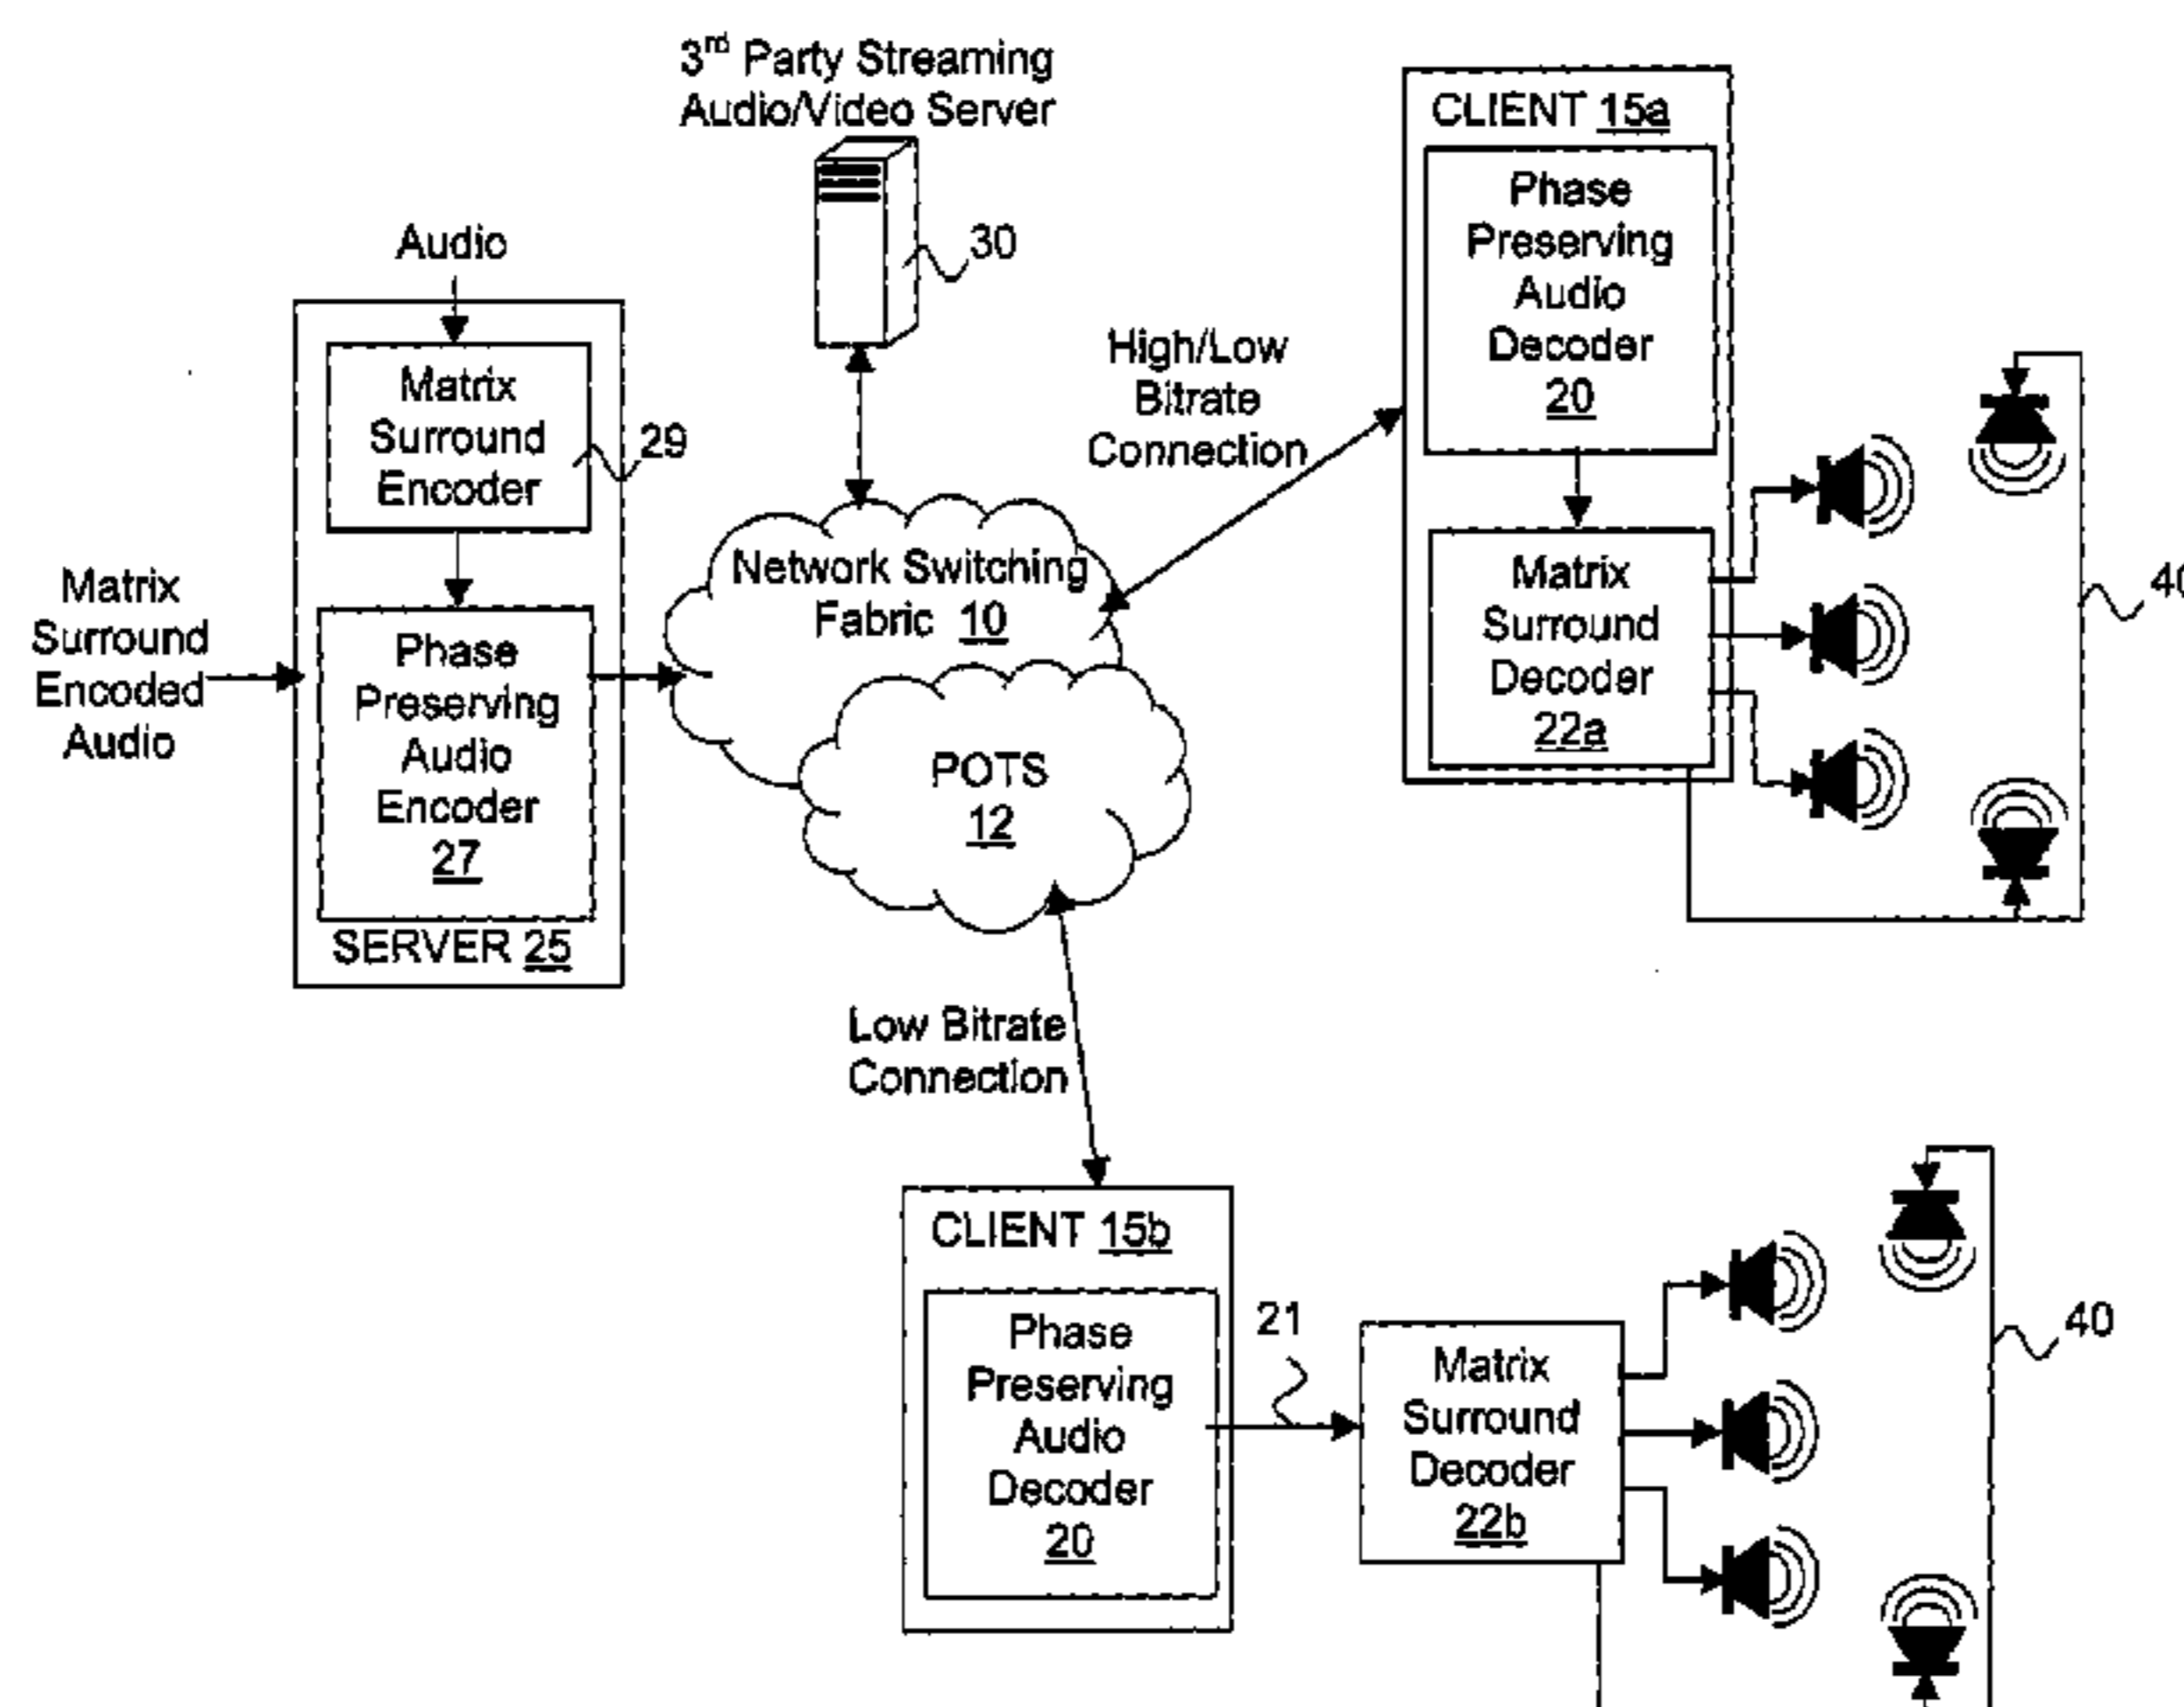 3rd Party Streaming
Audio/Video Server
30
Audio
Matrix
Surround
Encoder
29
Matrix
Surround
Encoded
Audio
Phase
Preserving
Audio
Encoder
27
SERVER 25
Network Switching
Fabric 10
POTS
12
High/Low
Bitrate
Connection
CLIENT 15a
Phase
Preserving
Audio
Decoder
20
Matrix
Surround
Decoder
22a
Low Bitrate
Connection
CLIENT 15b
Phase
Preserving
Audio
Decoder
20
21
Matrix
Surround
Decoder
22b
40